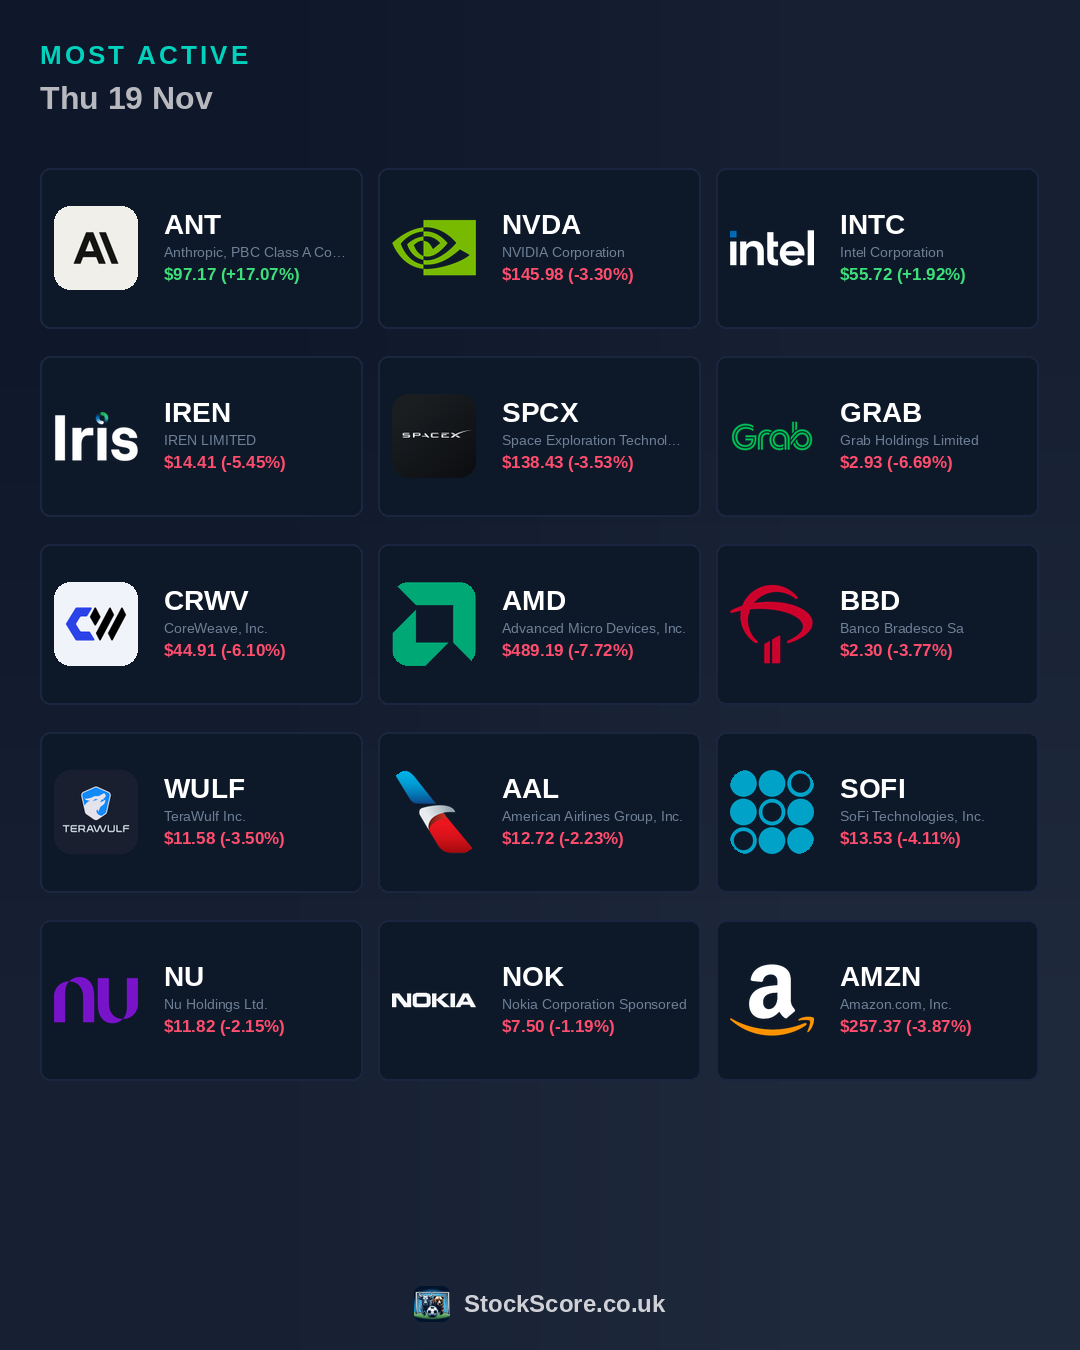 MOST ACTIVE
Thu 19 Nov
ANT
Anthropic, PBC Class A Co...
$97.17 (+17.07%)
NVDA
NVIDIA Corporation
$145.98 (-3.30%)
intel
INTC
Intel Corporation
$55.72 (+1.92%)
Iris
IREN
IREN LIMITED
$14.41 (-5.45%)
SPACEX
SPCX
Space Exploration Technol...
$138.43 (-3.53%)
Grab
GRAB
Grab Holdings Limited
$2.93 (-6.69%)
CRWV
CoreWeave, Inc.
$44.91 (-6.10%)
AMD
Advanced Micro Devices, Inc.
$489.19 (-7.72%)
BBD
Banco Bradesco Sa
$2.30 (-3.77%)
TERAWULF
WULF
TeraWulf Inc.
$11.58 (-3.50%)
AAL
American Airlines Group, Inc.
$12.72 (-2.23%)
SOFI
SoFi Technologies, Inc.
$13.53 (-4.11%)
nu
NU
Nu Holdings Ltd.
$11.82 (-2.15%)
NOKIA
NOK
Nokia Corporation Sponsored
$7.50 (-1.19%)
a
AMZN
Amazon.com, Inc.
$257.37 (-3.87%)
StockScore.co.uk